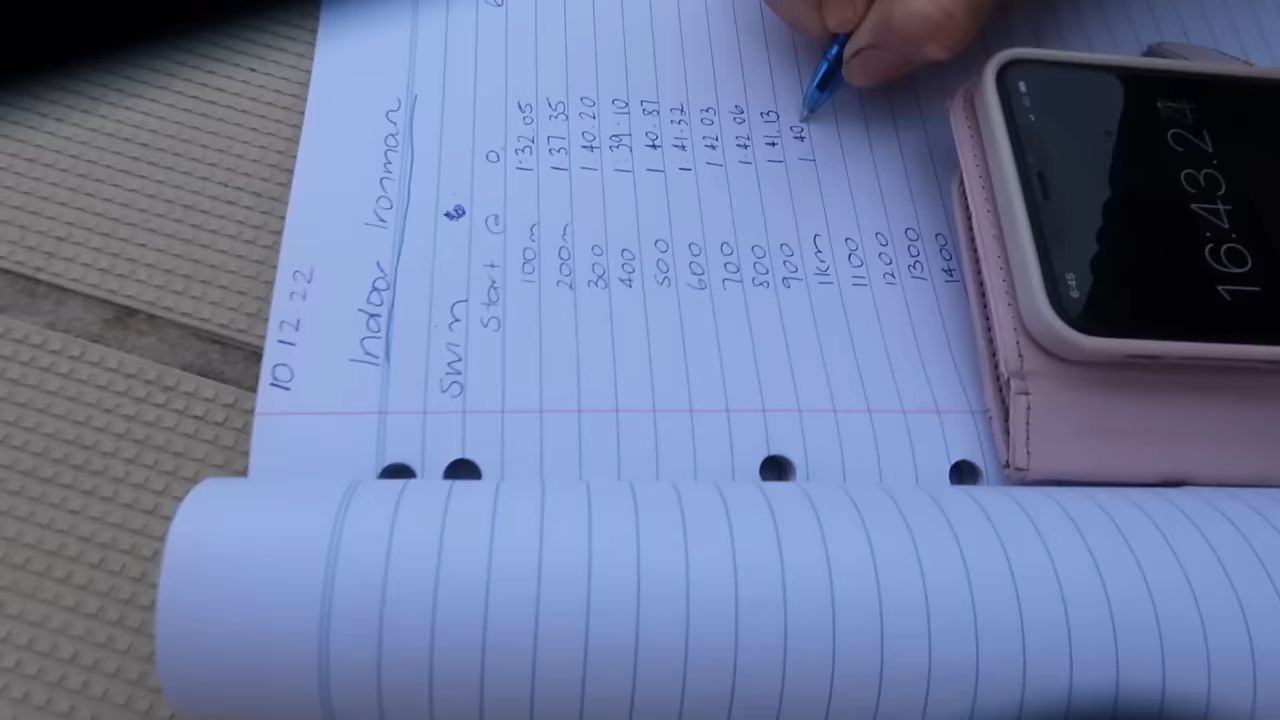 10 12.22
Indoor Ironman
Swim
Start @ 0
100m 1:32.05
200m 1 37.35
300 1:40.20
400 1:39.10
500 1 40.87
600 1:41.32
700 1 42.03
800 1:42.06
900 1 41.13
1km 1 40
1100
1200
1300
1400
6:45
16:43.24